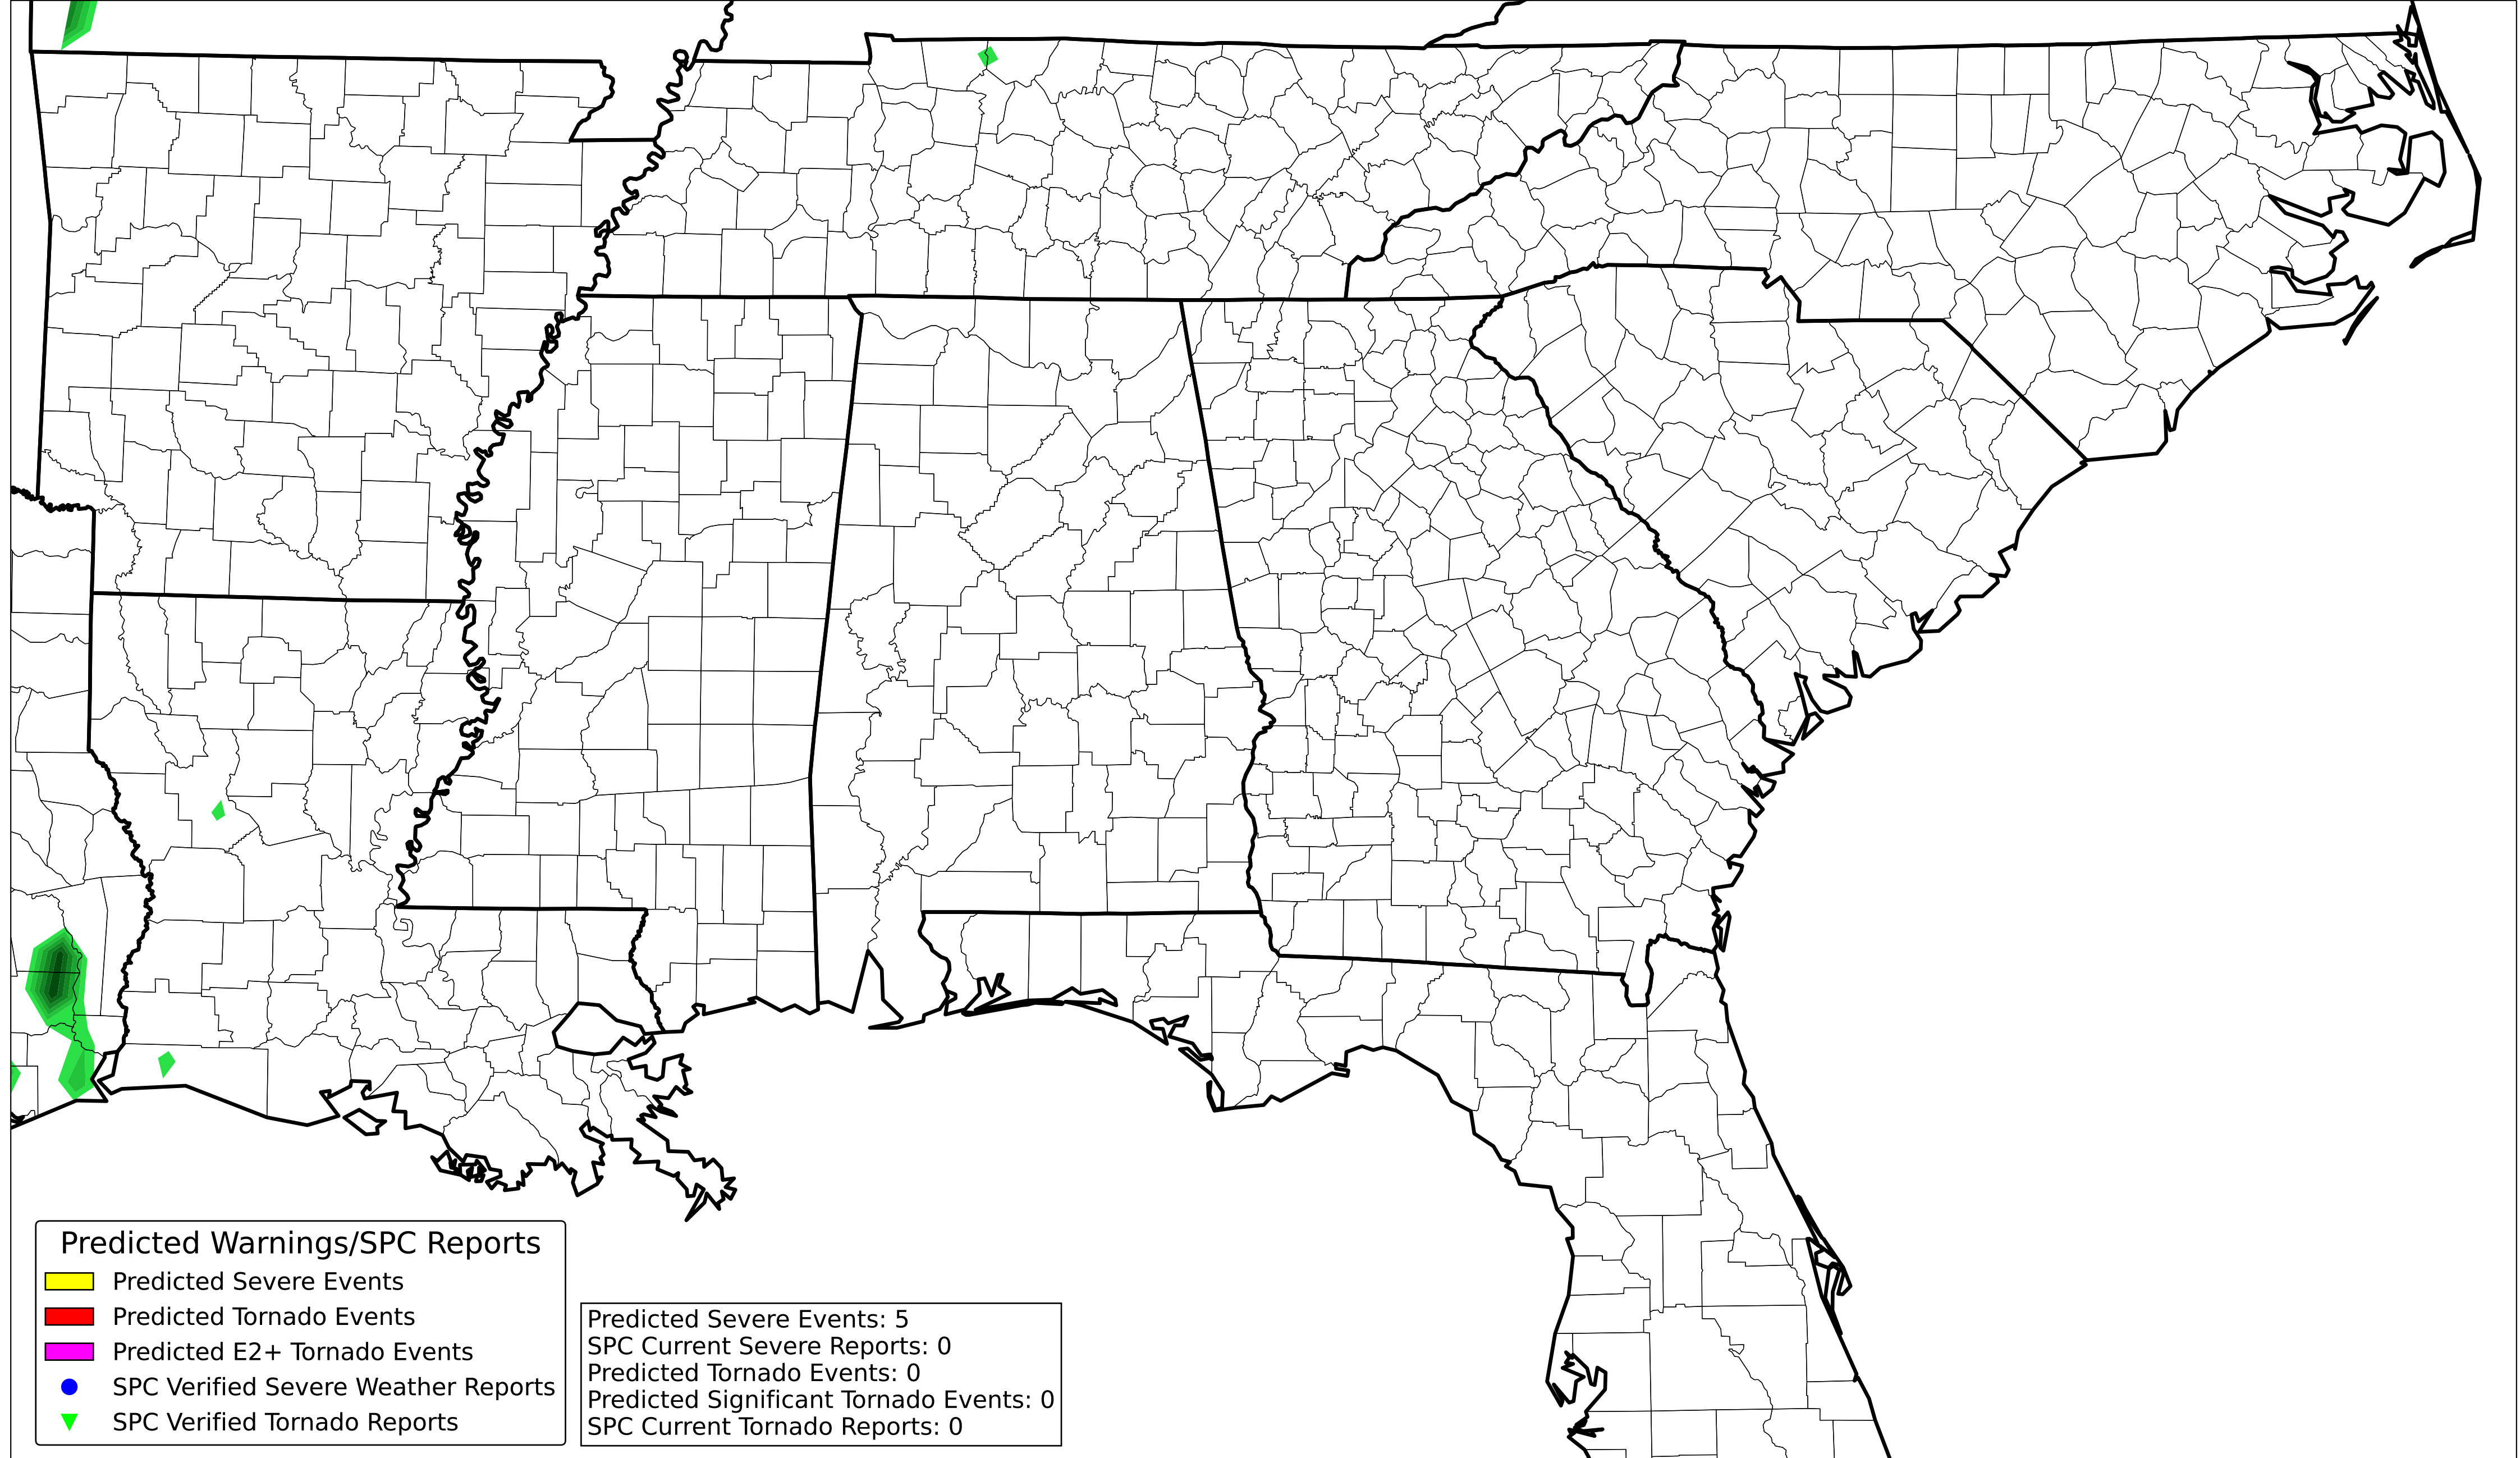 Predicted Warnings/SPC Reports
Predicted Severe Events
Predicted Tornado Events
Predicted E2+ Tornado Events
SPC Verified Severe Weather Reports
SPC Verified Tornado Reports
Predicted Severe Events: 5
SPC Current Severe Reports: 0
Predicted Tornado Events: 0
Predicted Significant Tornado Events: 0
SPC Current Tornado Reports: 0